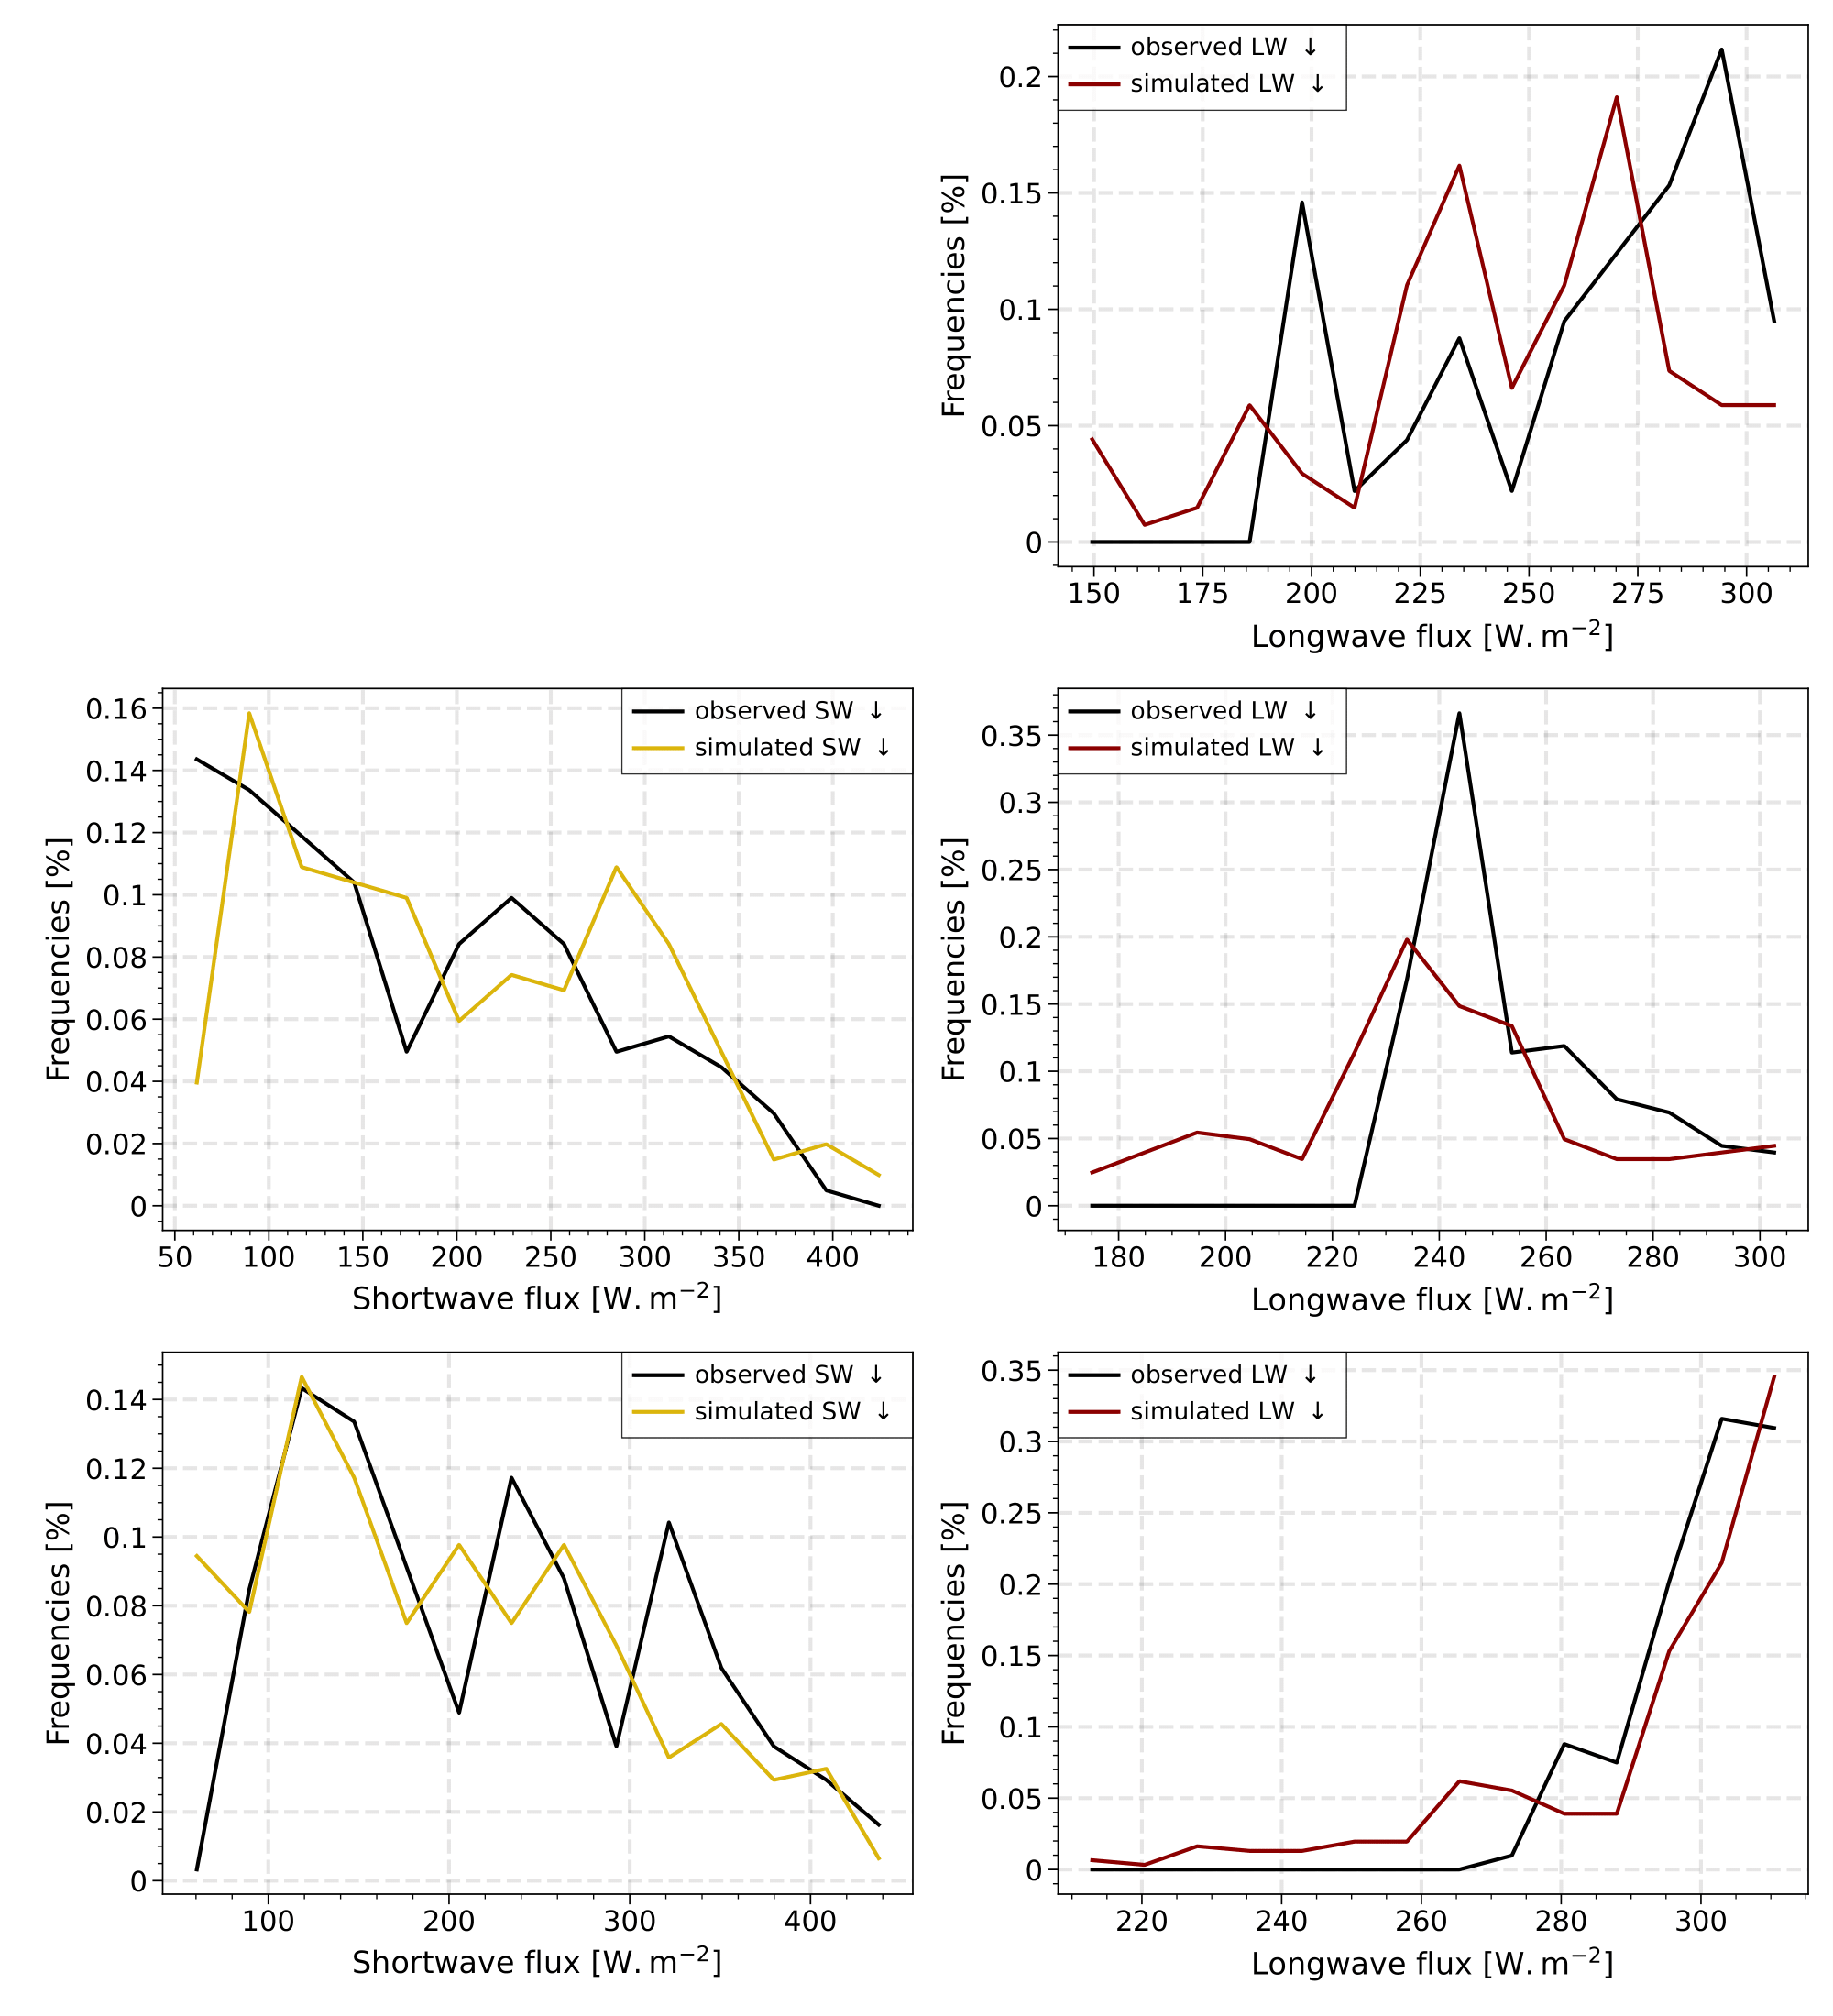 observed LW ↓
simulated LW ↓
0.2
0.15
0.1
0.05
0
Frequencies [%]
150 175 200 225 250 275 300
Longwave flux [W. m⁻²]
observed SW ↓
simulated SW ↓
0.16
0.14
0.12
0.1
0.08
0.06
0.04
0.02
0
Frequencies [%]
50 100 150 200 250 300 350 400
Shortwave flux [W. m⁻²]
observed LW ↓
simulated LW ↓
0.35
0.3
0.25
0.2
0.15
0.1
0.05
0
Frequencies [%]
180 200 220 240 260 280 300
Longwave flux [W. m⁻²]
observed SW ↓
simulated SW ↓
0.14
0.12
0.1
0.08
0.06
0.04
0.02
0
Frequencies [%]
100 200 300 400
Shortwave flux [W. m⁻²]
observed LW ↓
simulated LW ↓
0.35
0.3
0.25
0.2
0.15
0.1
0.05
0
Frequencies [%]
220 240 260 280 300
Longwave flux [W. m⁻²]